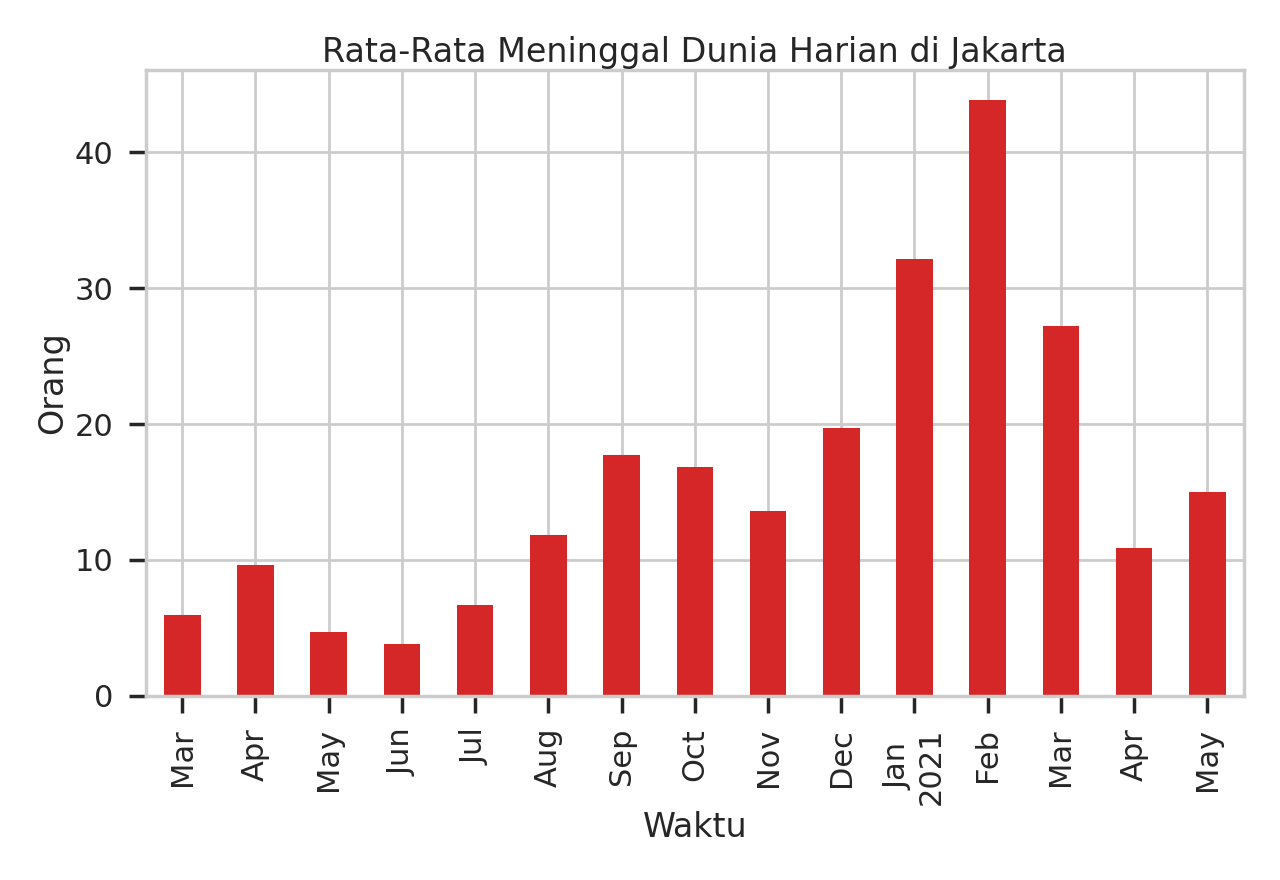 Rata-Rata Meninggal Dunia Harian di Jakarta
40
30
20
10
0
Orang
Mar
Apr
May
Jun
Jul
Aug
Sep
Oct
Nov
Dec
Jan
2021
Feb
Mar
Apr
May
Waktu